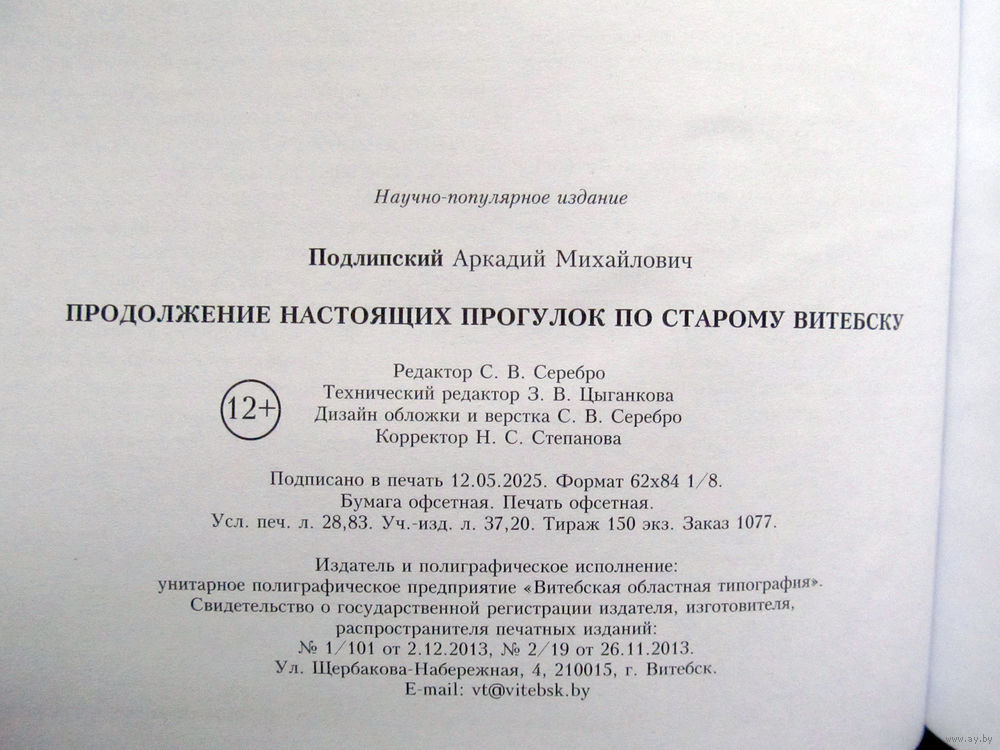 Научно-популярное издание
Подлипский Аркадий Михайлович
ПРОДОЛЖЕНИЕ НАСТОЯЩИХ ПРОГУЛОК ПО СТАРОМУ ВИТЕБСКУ
Редактор С. В. Серебро
Технический редактор З. В. Цыганкова
12+
Дизайн обложки и верстка С. В. Серебро
Корректор Н. С. Степанова
Подписано в печать 12.05.2025. Формат 62х84 1/8.
Бумага офсетная. Печать офсетная.
Усл. печ. л. 28,83. Уч.-изд. л. 37,20. Тираж 150 экз. Заказ 1077.
Издатель и полиграфическое исполнение:
унитарное полиграфическое предприятие «Витебская областная типография».
Свидетельство о государственной регистрации издателя, изготовителя,
распространителя печатных изданий:
№ 1/101 от 2.12.2013, № 2/19 от 26.11.2013.
Ул. Щербакова-Набережная, 4, 210015, г. Витебск.
E-mail: vt@vitebsk.by
www.ay.by